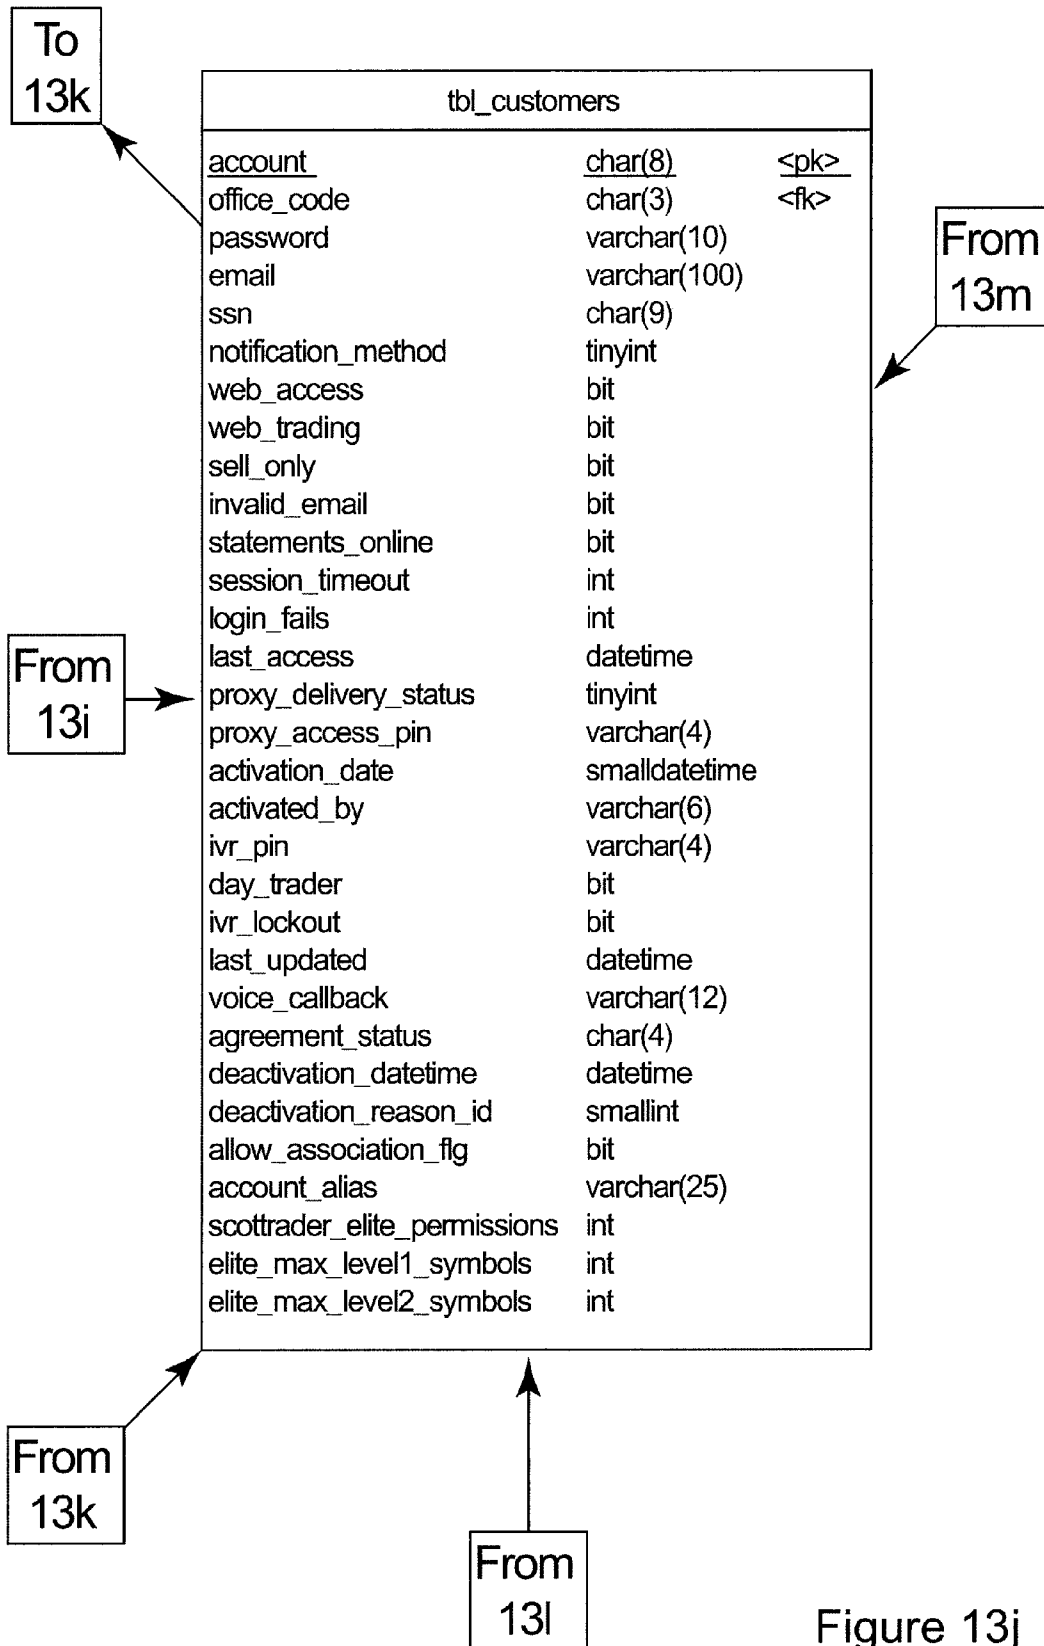 To
13k
tbl_customers
account char(8) <pk>
office_code char(3) <fk>
password varchar(10)
email varchar(100)
ssn char(9)
notification_method tinyint
web_access bit
web_trading bit
sell_only bit
invalid_email bit
statements_online bit
session_timeout int
login_fails int
last_access datetime
proxy_delivery_status tinyint
proxy_access_pin varchar(4)
activation_date smalldatetime
activated_by varchar(6)
ivr_pin varchar(4)
day_trader bit
ivr_lockout bit
last_updated datetime
voice_callback varchar(12)
agreement_status char(4)
deactivation_datetime datetime
deactivation_reason_id smallint
allow_association_flg bit
account_alias varchar(25)
scottrader_elite_permissions int
elite_max_level1_symbols int
elite_max_level2_symbols int
From
13m
From
13i
From
13k
From
13l
Figure 13j